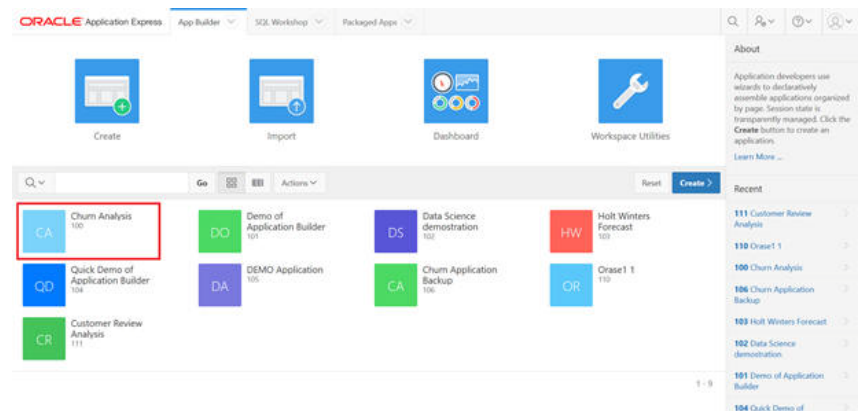 ORACLE Application Express
App Builder
SQL Workshop
Packaged Apps
Create
Import
Dashboard
Workspace Utilities
Go
Actions
Reset
Create >
CA
Churn Analysis
100
DO
Demo of
Application Builder
101
DS
Data Science
demostration
102
HW
Holt Winters
Forecast
103
QD
Quick Demo of
Application Builder
104
DA
DEMO Application
105
CA
Churn Application
Backup
106
OR
Orase1 1
110
CR
Customer Review
Analysis
111
1 - 9
About
Application developers use
wizards to declaratively
assemble applications organized
by page. Session state is
transparently managed. Click the
Create button to create an
application.
Learn More ...
Recent
111 Customer Review
Analysis
110 Orase1 1
100 Churn Analysis
106 Churn Application
Backup
103 Holt Winters Forecast
102 Data Science
demostration
101 Demo of Application
Builder
104 Quick Demo of